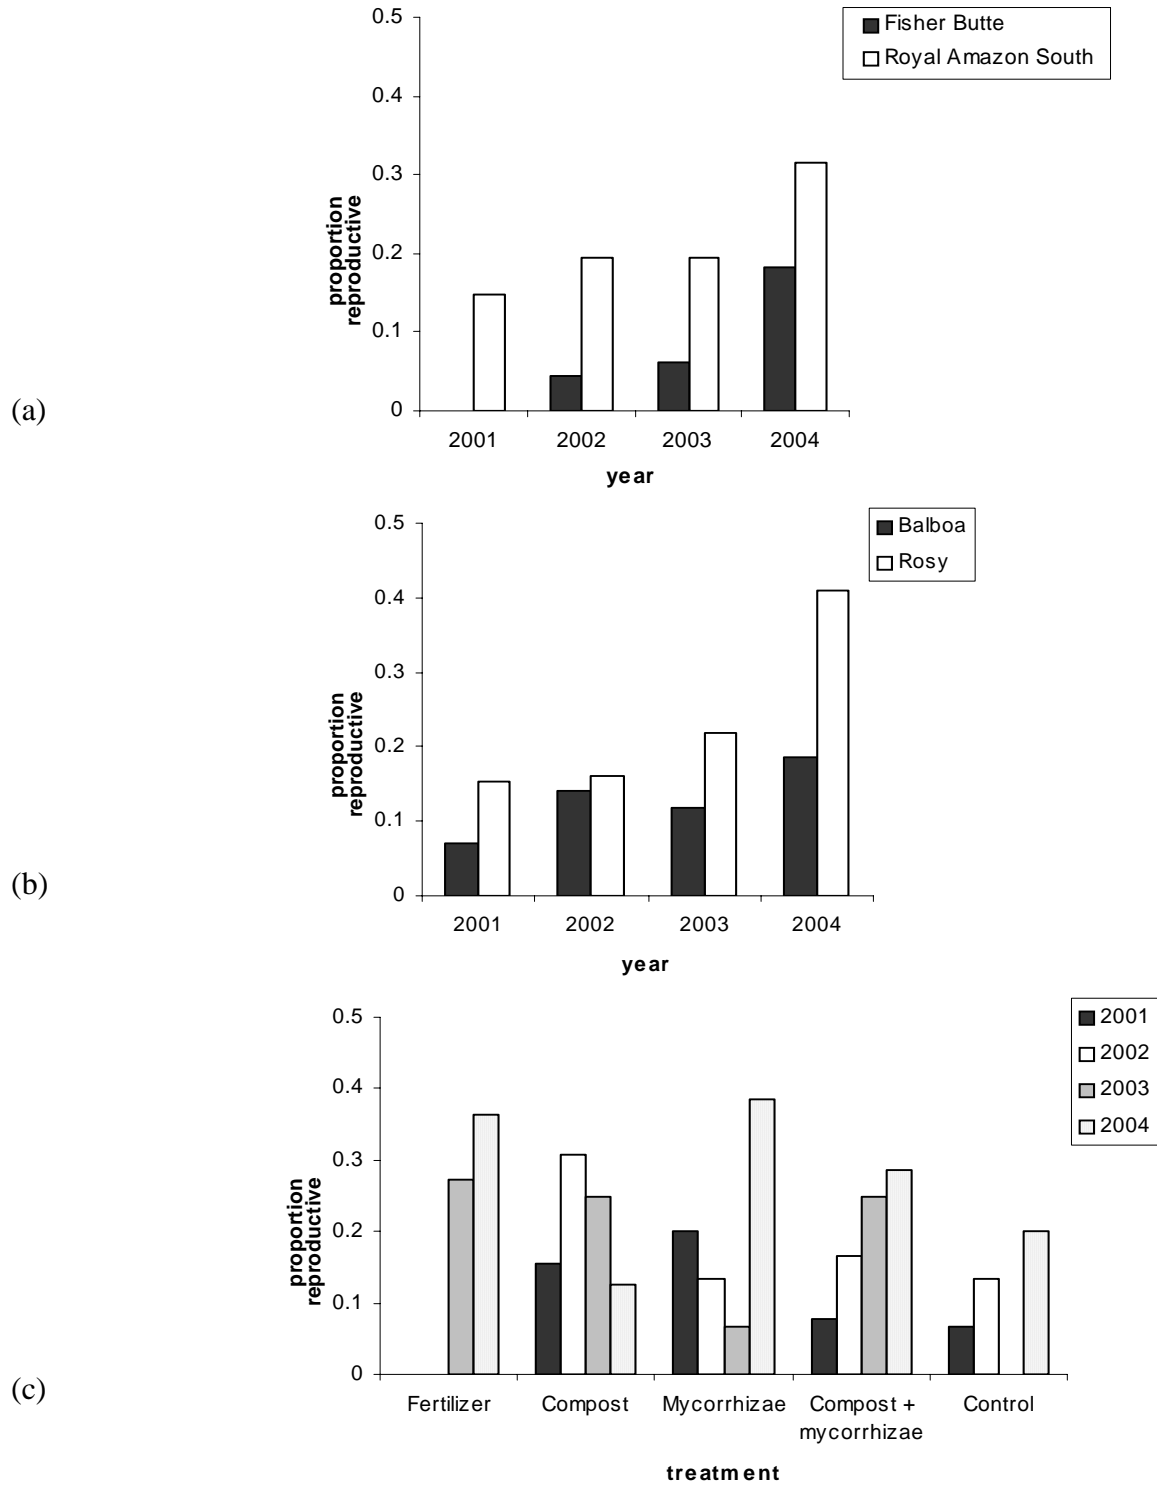 0.5
0.4
0.3
0.2
0.1
0
proportion
reproductive
2001 2002 2003 2004
year
Fisher Butte
Royal Amazon South
(a)
0.5
0.4
0.3
0.2
0.1
0
proportion
reproductive
2001 2002 2003 2004
year
Balboa
Rosy
(b)
0.5
0.4
0.3
0.2
0.1
0
proportion
reproductive
Fertilizer Compost Mycorrhizae Compost + Control
mycorrhizae
treatment
2001
2002
2003
2004
(c)